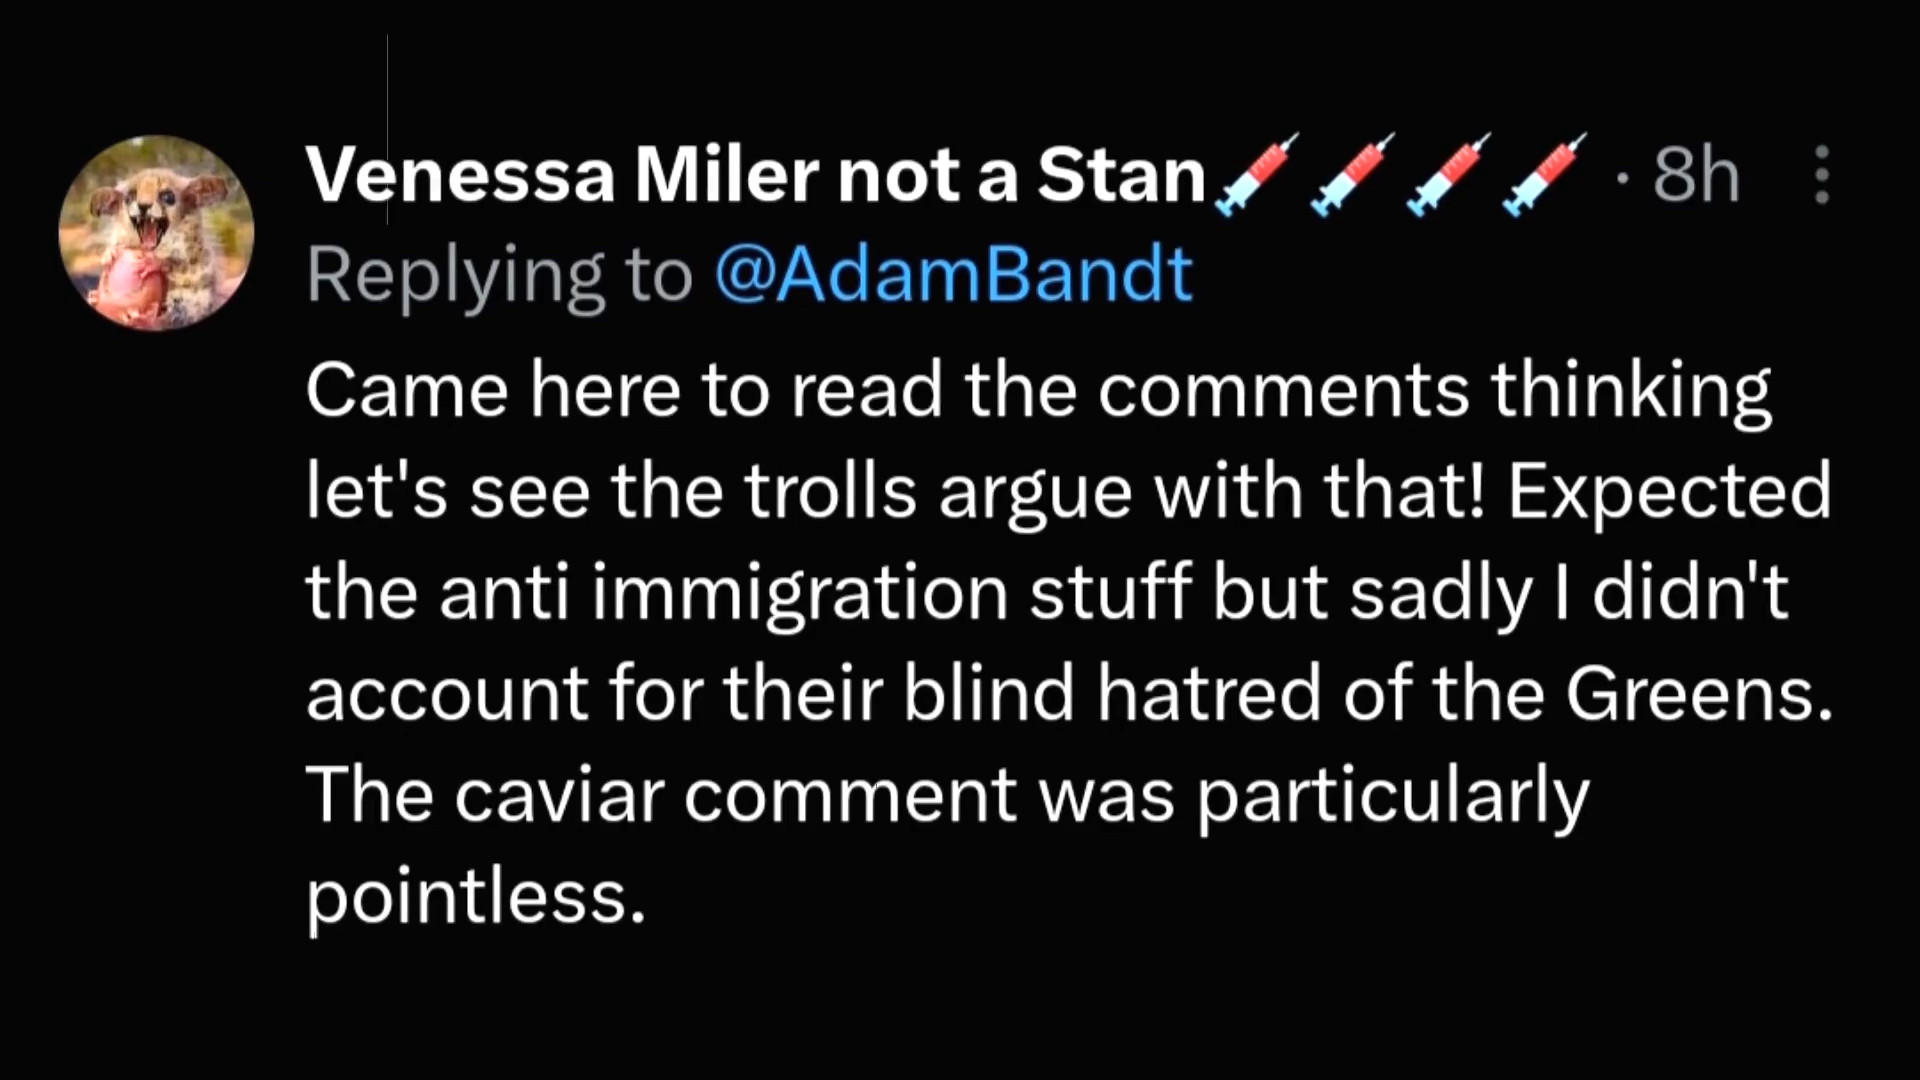 Venessa Miler not a Stan💉💉💉💉 · 8h
Replying to @AdamBandt
Came here to read the comments thinking
let's see the trolls argue with that! Expected
the anti immigration stuff but sadly I didn't
account for their blind hatred of the Greens.
The caviar comment was particularly
pointless.